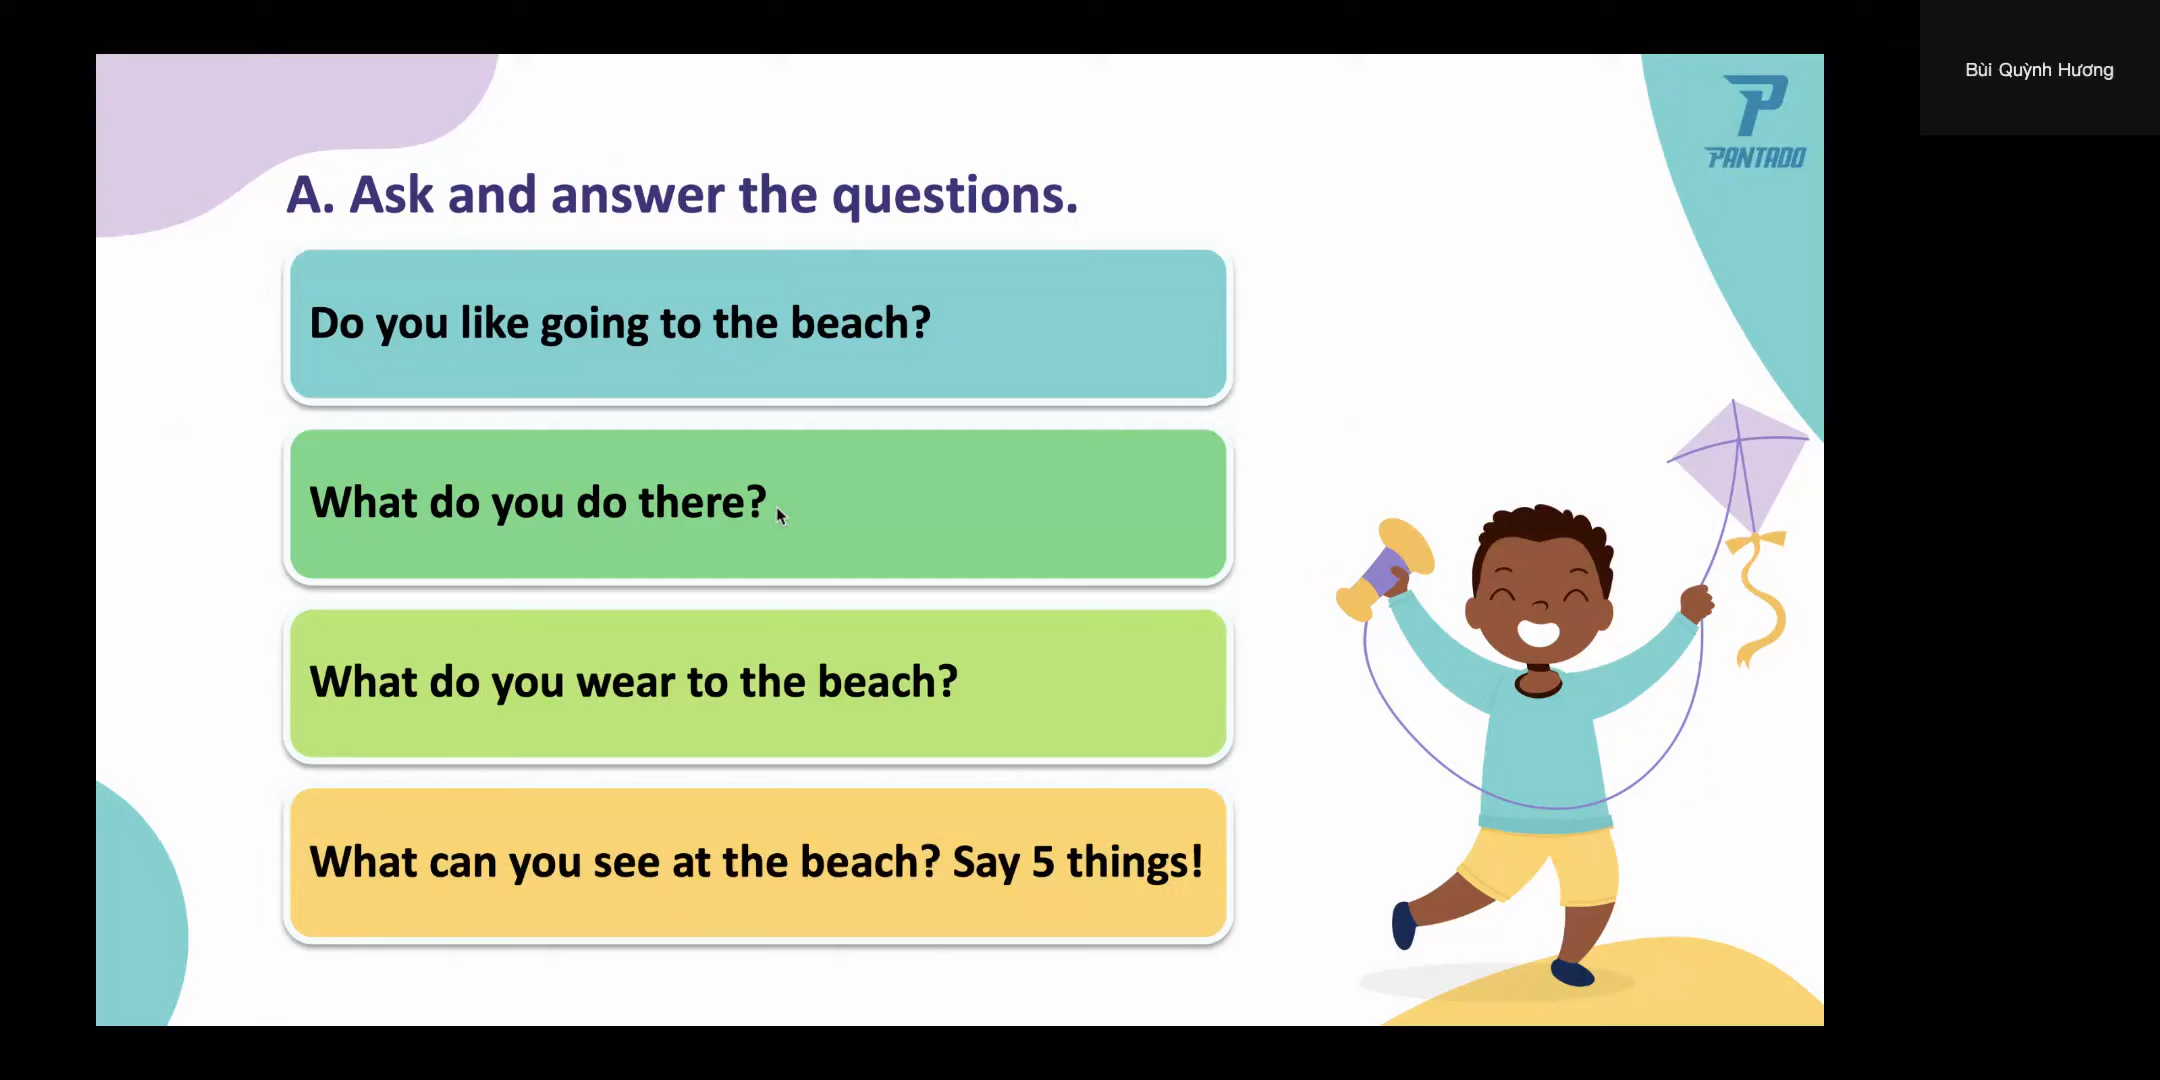 Bùi Quỳnh Hương
PANTADO
A. Ask and answer the questions.
Do you like going to the beach?
What do you do there?
What do you wear to the beach?
What can you see at the beach? Say 5 things!